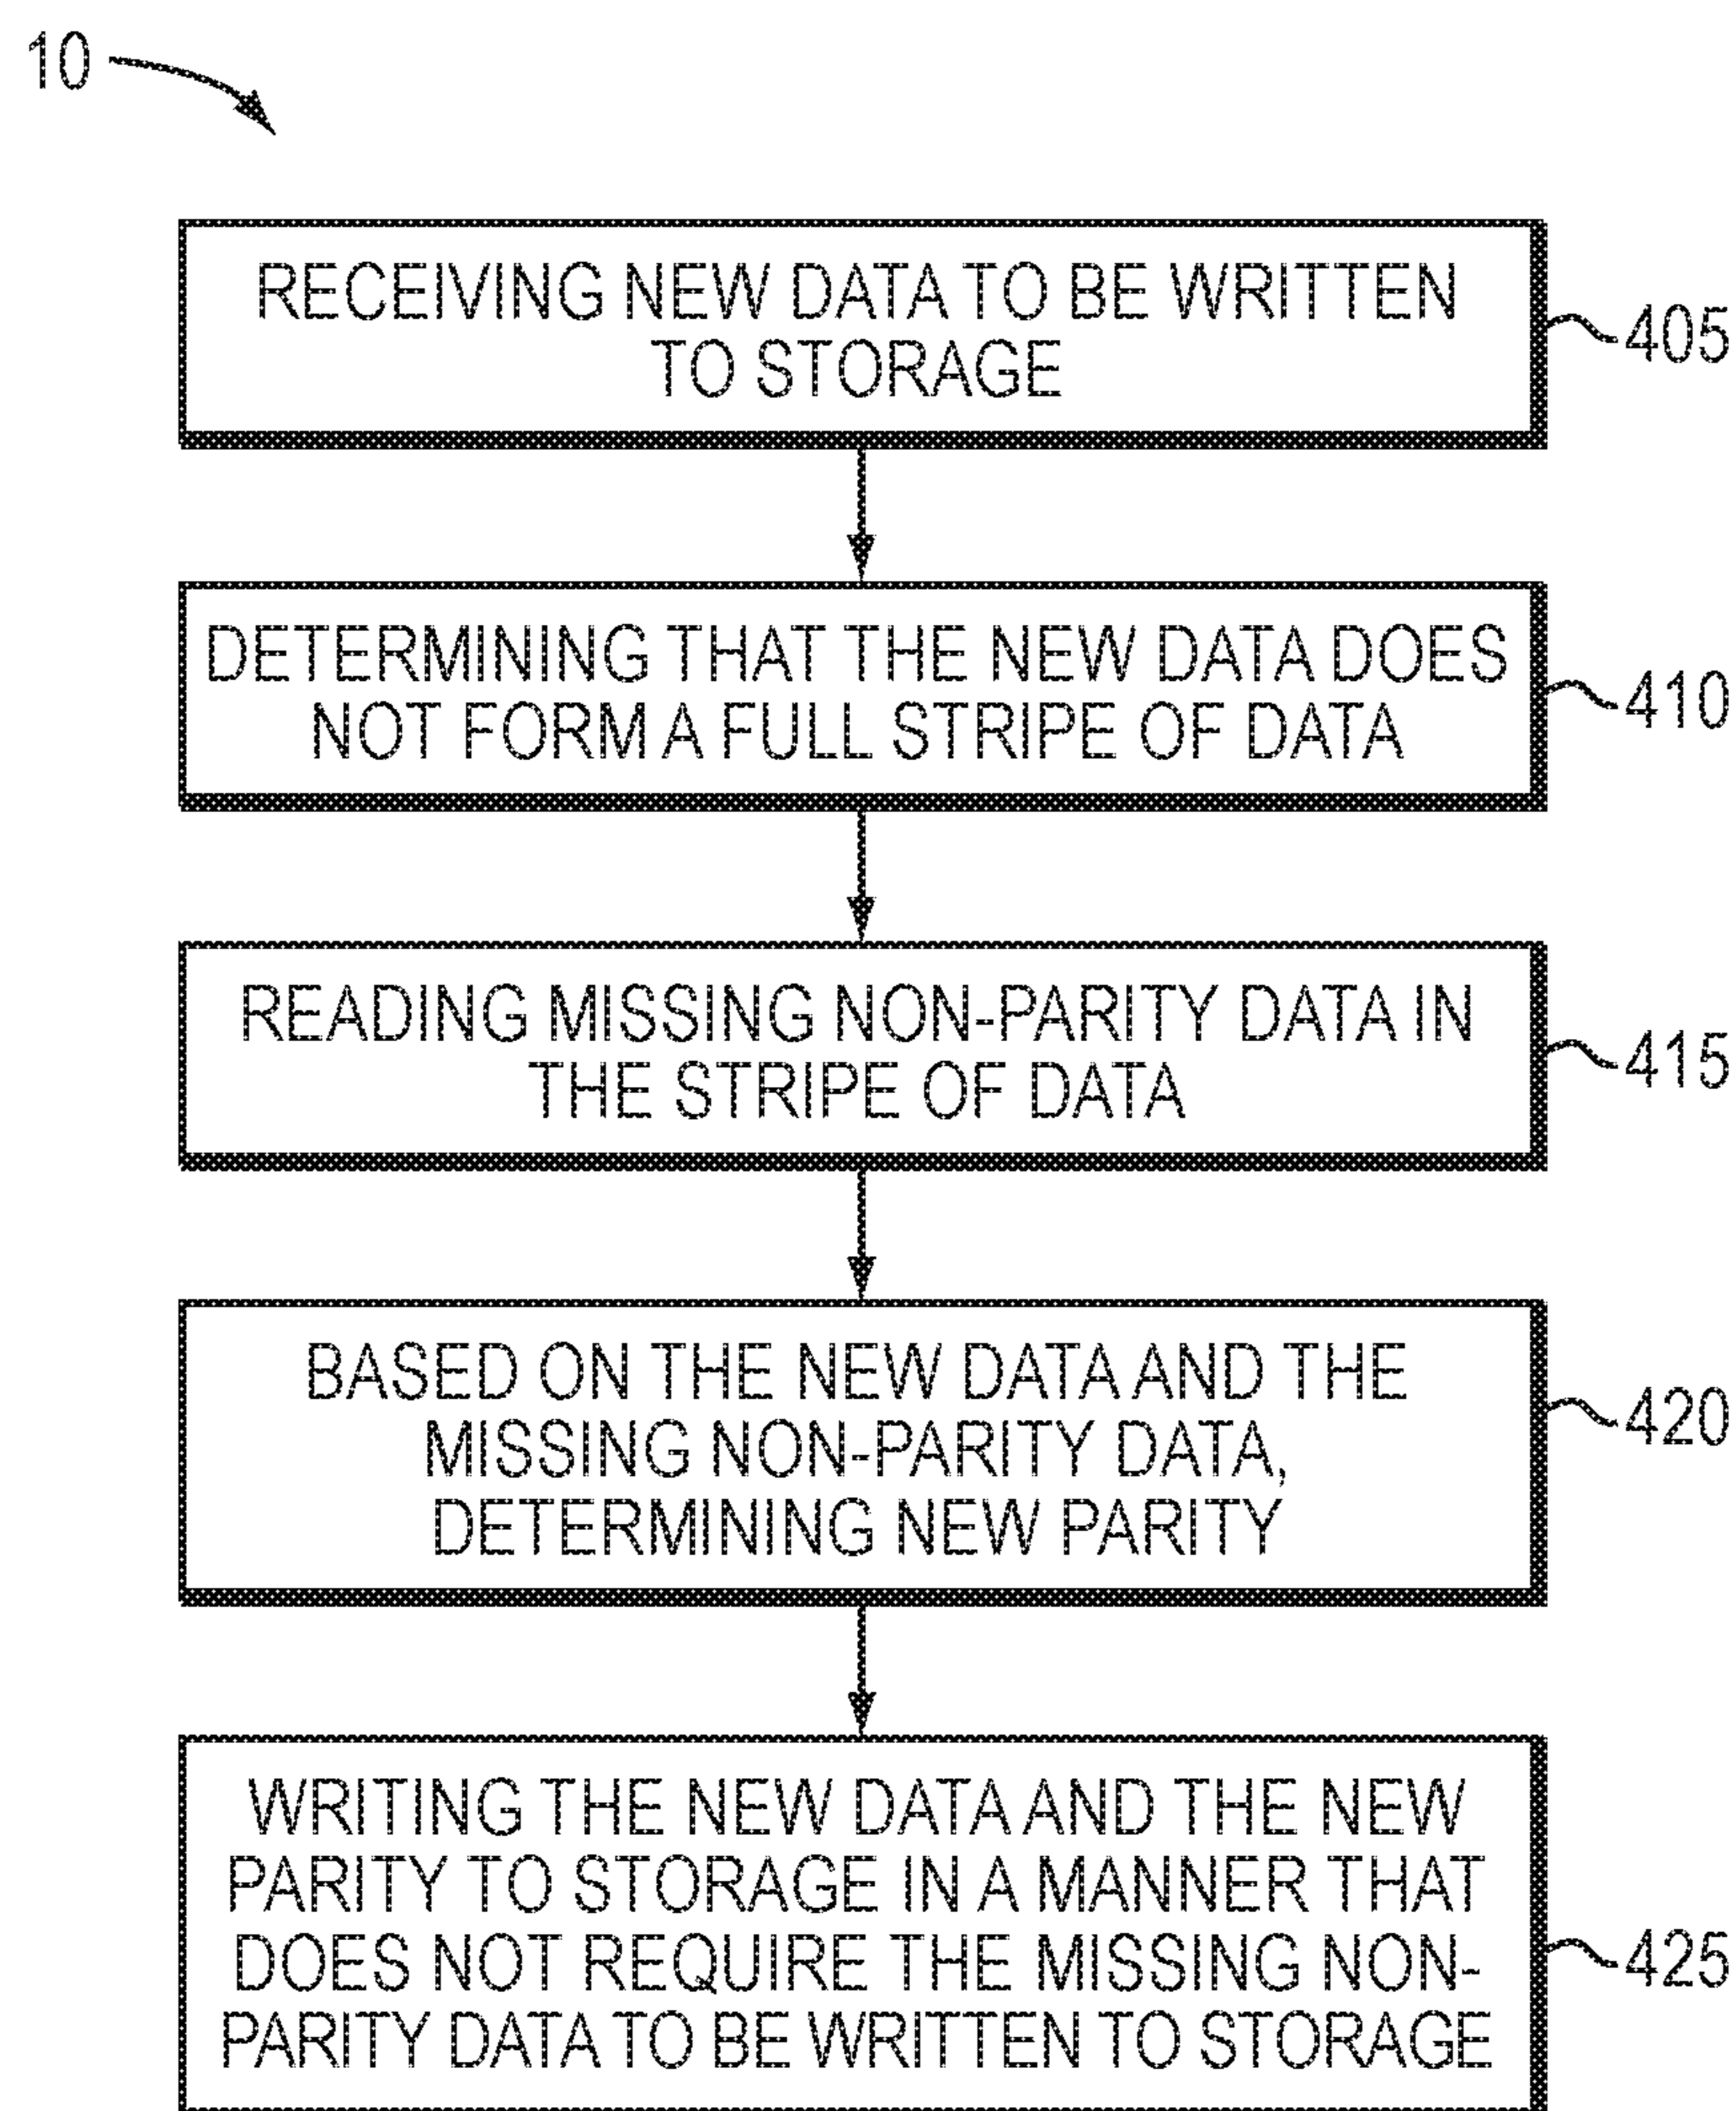 10
RECEIVING NEW DATA TO BE WRITTEN
TO STORAGE
405
DETERMINING THAT THE NEW DATA DOES
NOT FORM A FULL STRIPE OF DATA
410
READING MISSING NON-PARITY DATA IN
THE STRIPE OF DATA
415
BASED ON THE NEW DATA AND THE
MISSING NON-PARITY DATA,
DETERMINING NEW PARITY
420
WRITING THE NEW DATA AND THE NEW
PARITY TO STORAGE IN A MANNER THAT
DOES NOT REQUIRE THE MISSING NON-
PARITY DATA TO BE WRITTEN TO STORAGE
425